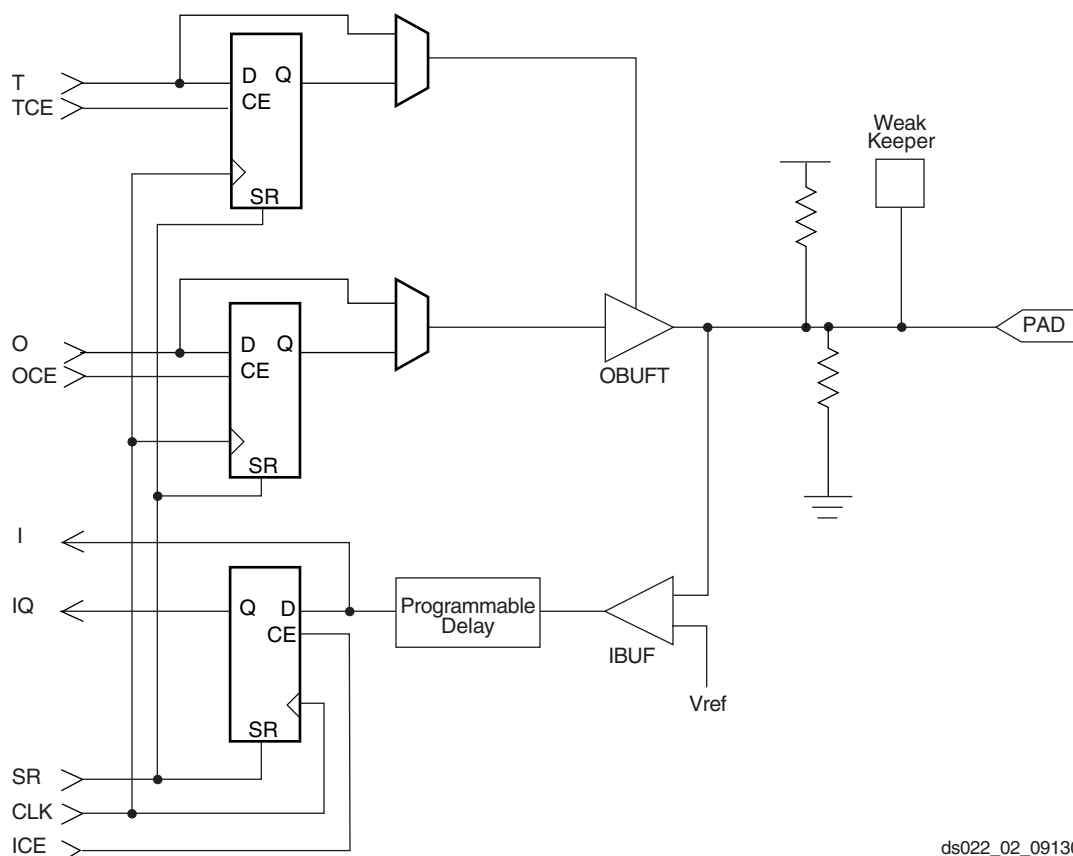 T
TCE
D Q
CE
SR
Weak
Keeper
O
OCE
D Q
CE
SR
OBUFT
PAD
I
IQ
Q D
CE
SR
Programmable
Delay
IBUF
Vref
SR
CLK
ICE